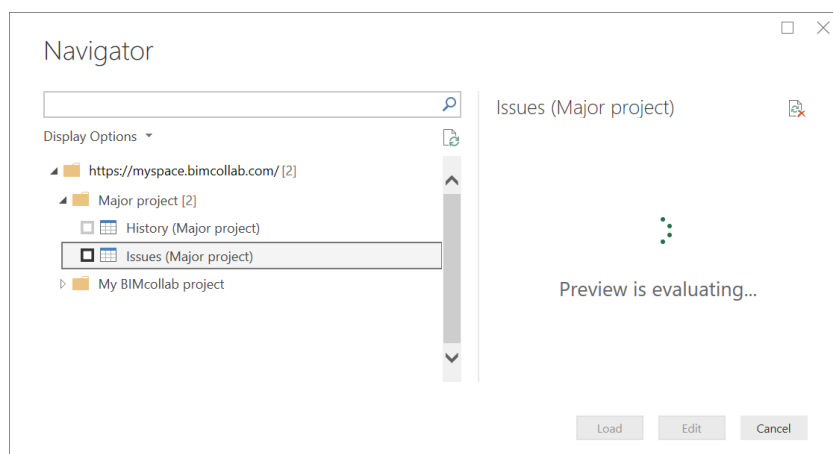 Navigator
Display Options
https://myspace.bimcollab.com/ [2]
Major project [2]
History (Major project)
Issues (Major project)
My BIMcollab project
Issues (Major project)
Preview is evaluating...
Load Edit Cancel